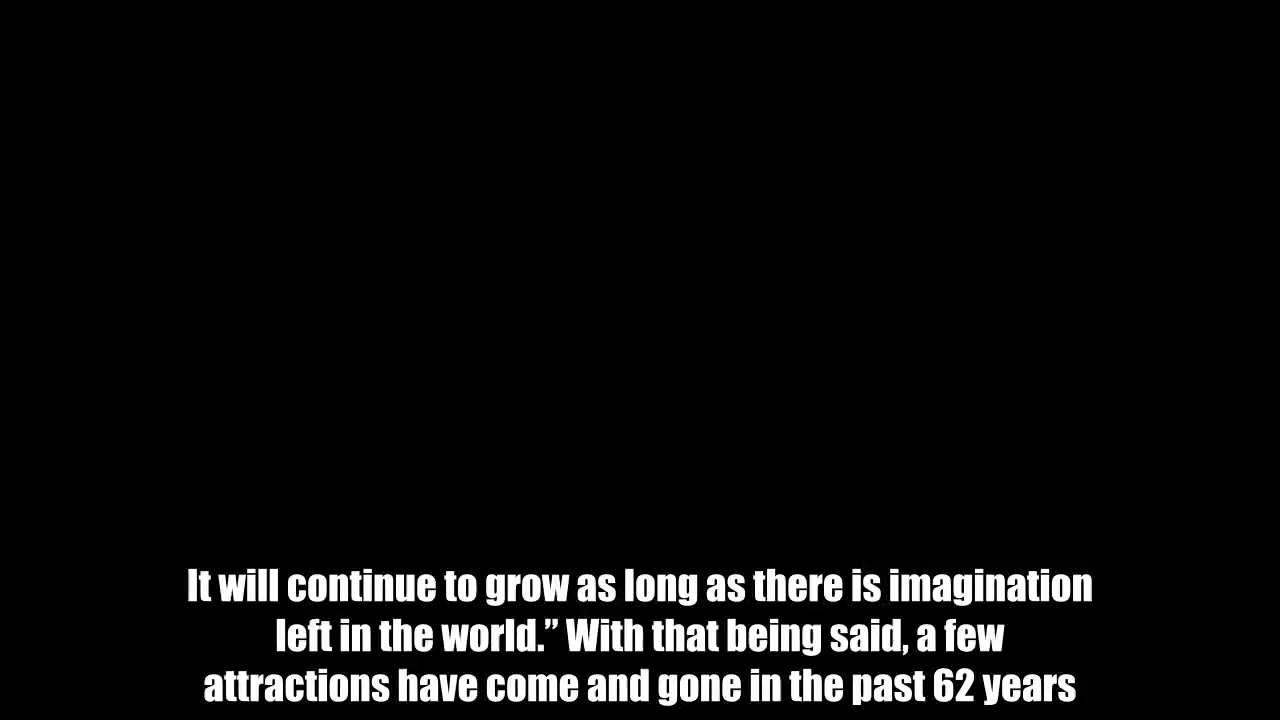 It will continue to grow as long as there is imagination
left in the world.” With that being said, a few
attractions have come and gone in the past 62 years